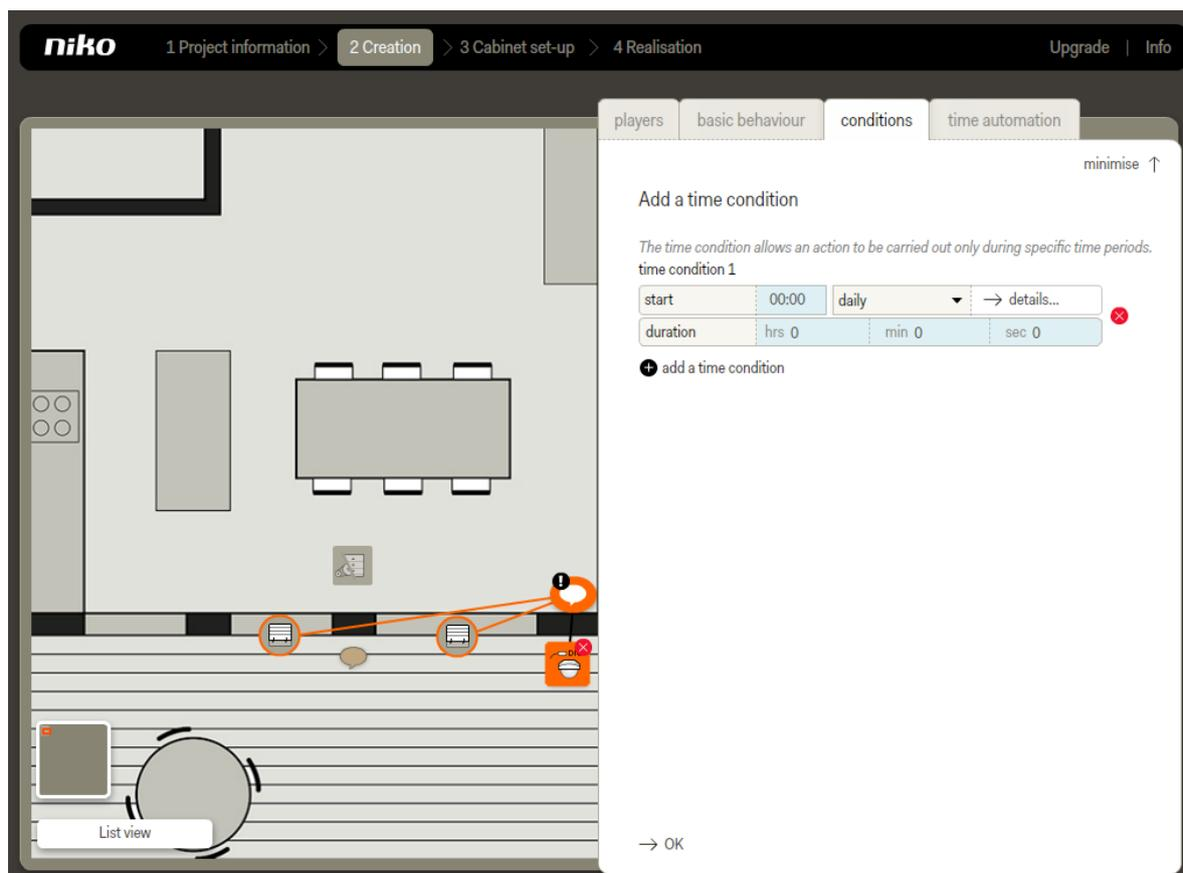 niko 1 Project information 2 Creation 3 Cabinet set-up 4 Realisation Upgrade | Info
players basic behaviour conditions time automation
minimise ↑
Add a time condition
The time condition allows an action to be carried out only during specific time periods.
time condition 1
start 00:00 daily → details...
duration hrs 0 min 0 sec 0
+ add a time condition
!
List view
→ OK